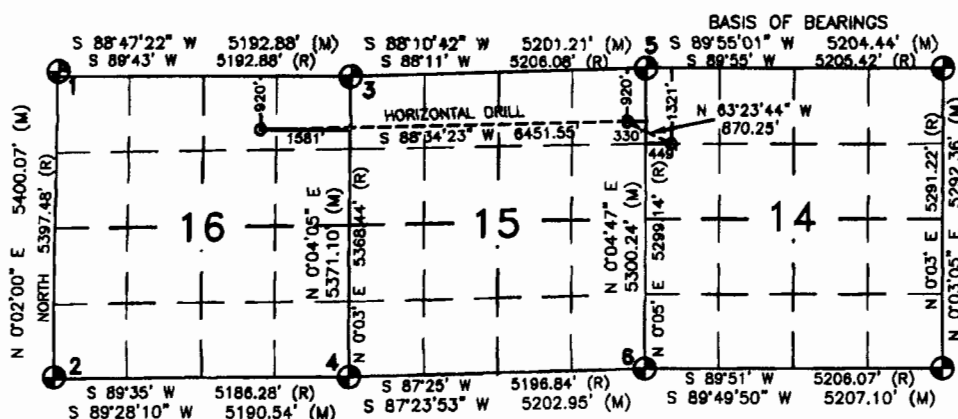 BASIS OF BEARINGS
S 88°47'22" W 5192.88' (M)
S 89°43' W 5192.88' (R)
S 88°10'42" W 5201.21' (M)
S 88°11' W 5206.08' (R)
S 89°55'01" W 5204.44' (M)
S 89°55' W 5205.42' (R)
1
3
5
920'
HORIZONTAL DRILL
920'
1321'
N 63°23'44" W
870.25'
1581'
S 88°34'23" W 6451.55'
330'
449'
N 0°02'00" E 5400.07' (M)
NORTH 5397.48' (R)
16
N 0°04'05" E
5371.10' (M)
N 0°03' E 5368.44' (R)
15
N 0°04'47" E
5300.24' (M)
N 0°05' E 5299.14' (R)
14
N 0°03' E 5291.22' (R)
N 0°03'05" E 5292.36' (M)
2
4
6
S 89°35' W 5186.28' (R)
S 89°28'10" W 5190.54' (M)
S 87°25' W 5196.84' (R)
S 87°23'53" W 5202.95' (M)
S 89°51' W 5206.07' (R)
S 89°49'50" W 5207.10' (M)